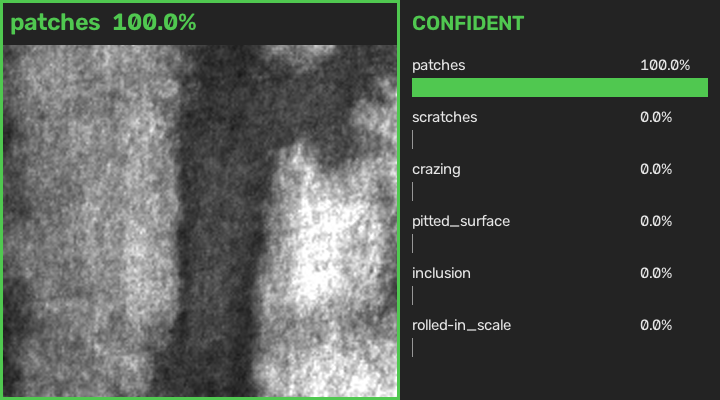 patches 100.0%
CONFIDENT
patches 100.0%
scratches 0.0%
crazing 0.0%
pitted_surface 0.0%
inclusion 0.0%
rolled-in_scale 0.0%